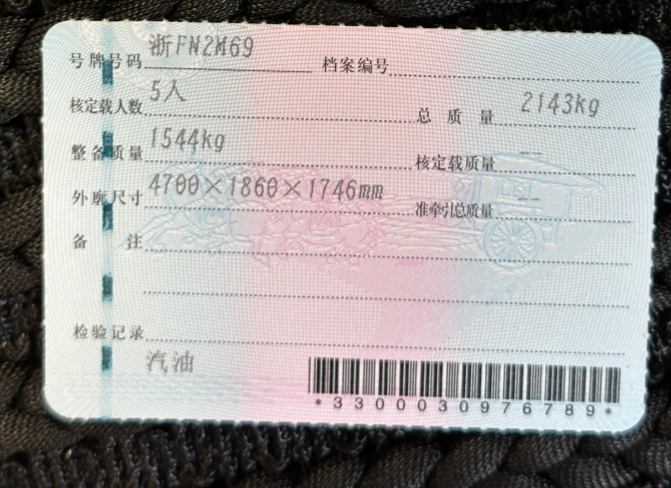 号牌号码 浙FN2M69 档案编号
核定载人数 5人 总质量 2143kg
整备质量 1544kg 核定载质量 --
外廓尺寸 4700×1860×1746mm 准牵引总质量 --
备注
检验记录
汽油
*3300030976789*